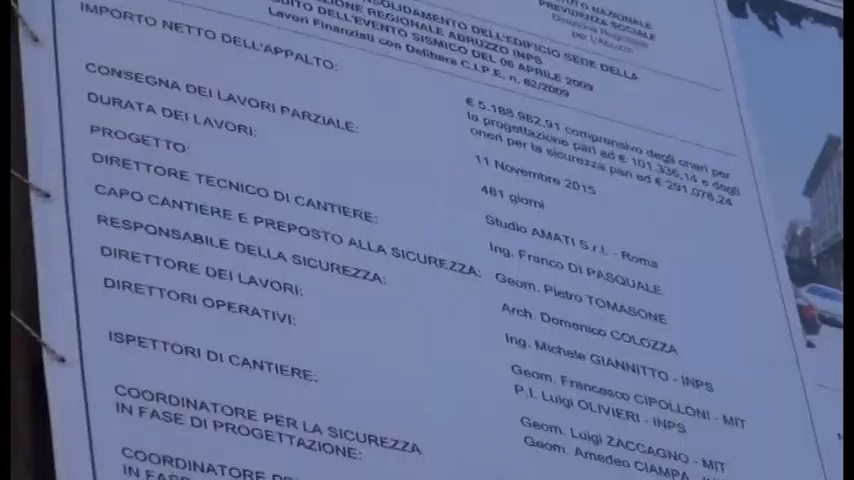 ISTITUTO NAZIONALE
PREVIDENZA SOCIALE
Direzione Regionale
per L'ABRUZZO
CONSOLIDAMENTO DELL'EDIFICIO SEDE DELLA
REGIONALE ABRUZZO INPS
DELL'EVENTO SISMICO DEL 06 APRILE 2009
Lavori Finanziati con Delibera C.I.P.E. n. 82/2009
IMPORTO NETTO DELL'APPALTO:
€ 5.188.982,91 comprensivo degli oneri per
la progettazione pari ad € 101.336,14 e degli
oneri per la sicurezza pari ad € 291.078,24
CONSEGNA DEI LAVORI PARZIALE:
11 Novembre 2015
DURATA DEI LAVORI:
481 giorni
PROGETTO:
Studio AMATI S.r.l. - Roma
DIRETTORE TECNICO DI CANTIERE:
Ing. Franco DI PASQUALE
CAPO CANTIERE E PREPOSTO ALLA SICUREZZA:
Geom. Pietro TOMASONE
RESPONSABILE DELLA SICUREZZA:
Arch. Domenico COLOZZA
DIRETTORE DEI LAVORI:
Ing. Michele GIANNITTO - INPS
DIRETTORI OPERATIVI:
Geom. Francesco CIPOLLONI - MIT
P.I. Luigi OLIVIERI - INPS
ISPETTORI DI CANTIERE:
Geom. Luigi ZACCAGNO - MIT
Geom. Amedeo CIAMPA
COORDINATORE PER LA SICUREZZA
IN FASE DI PROGETTAZIONE:
COORDINATORE
IN FASE